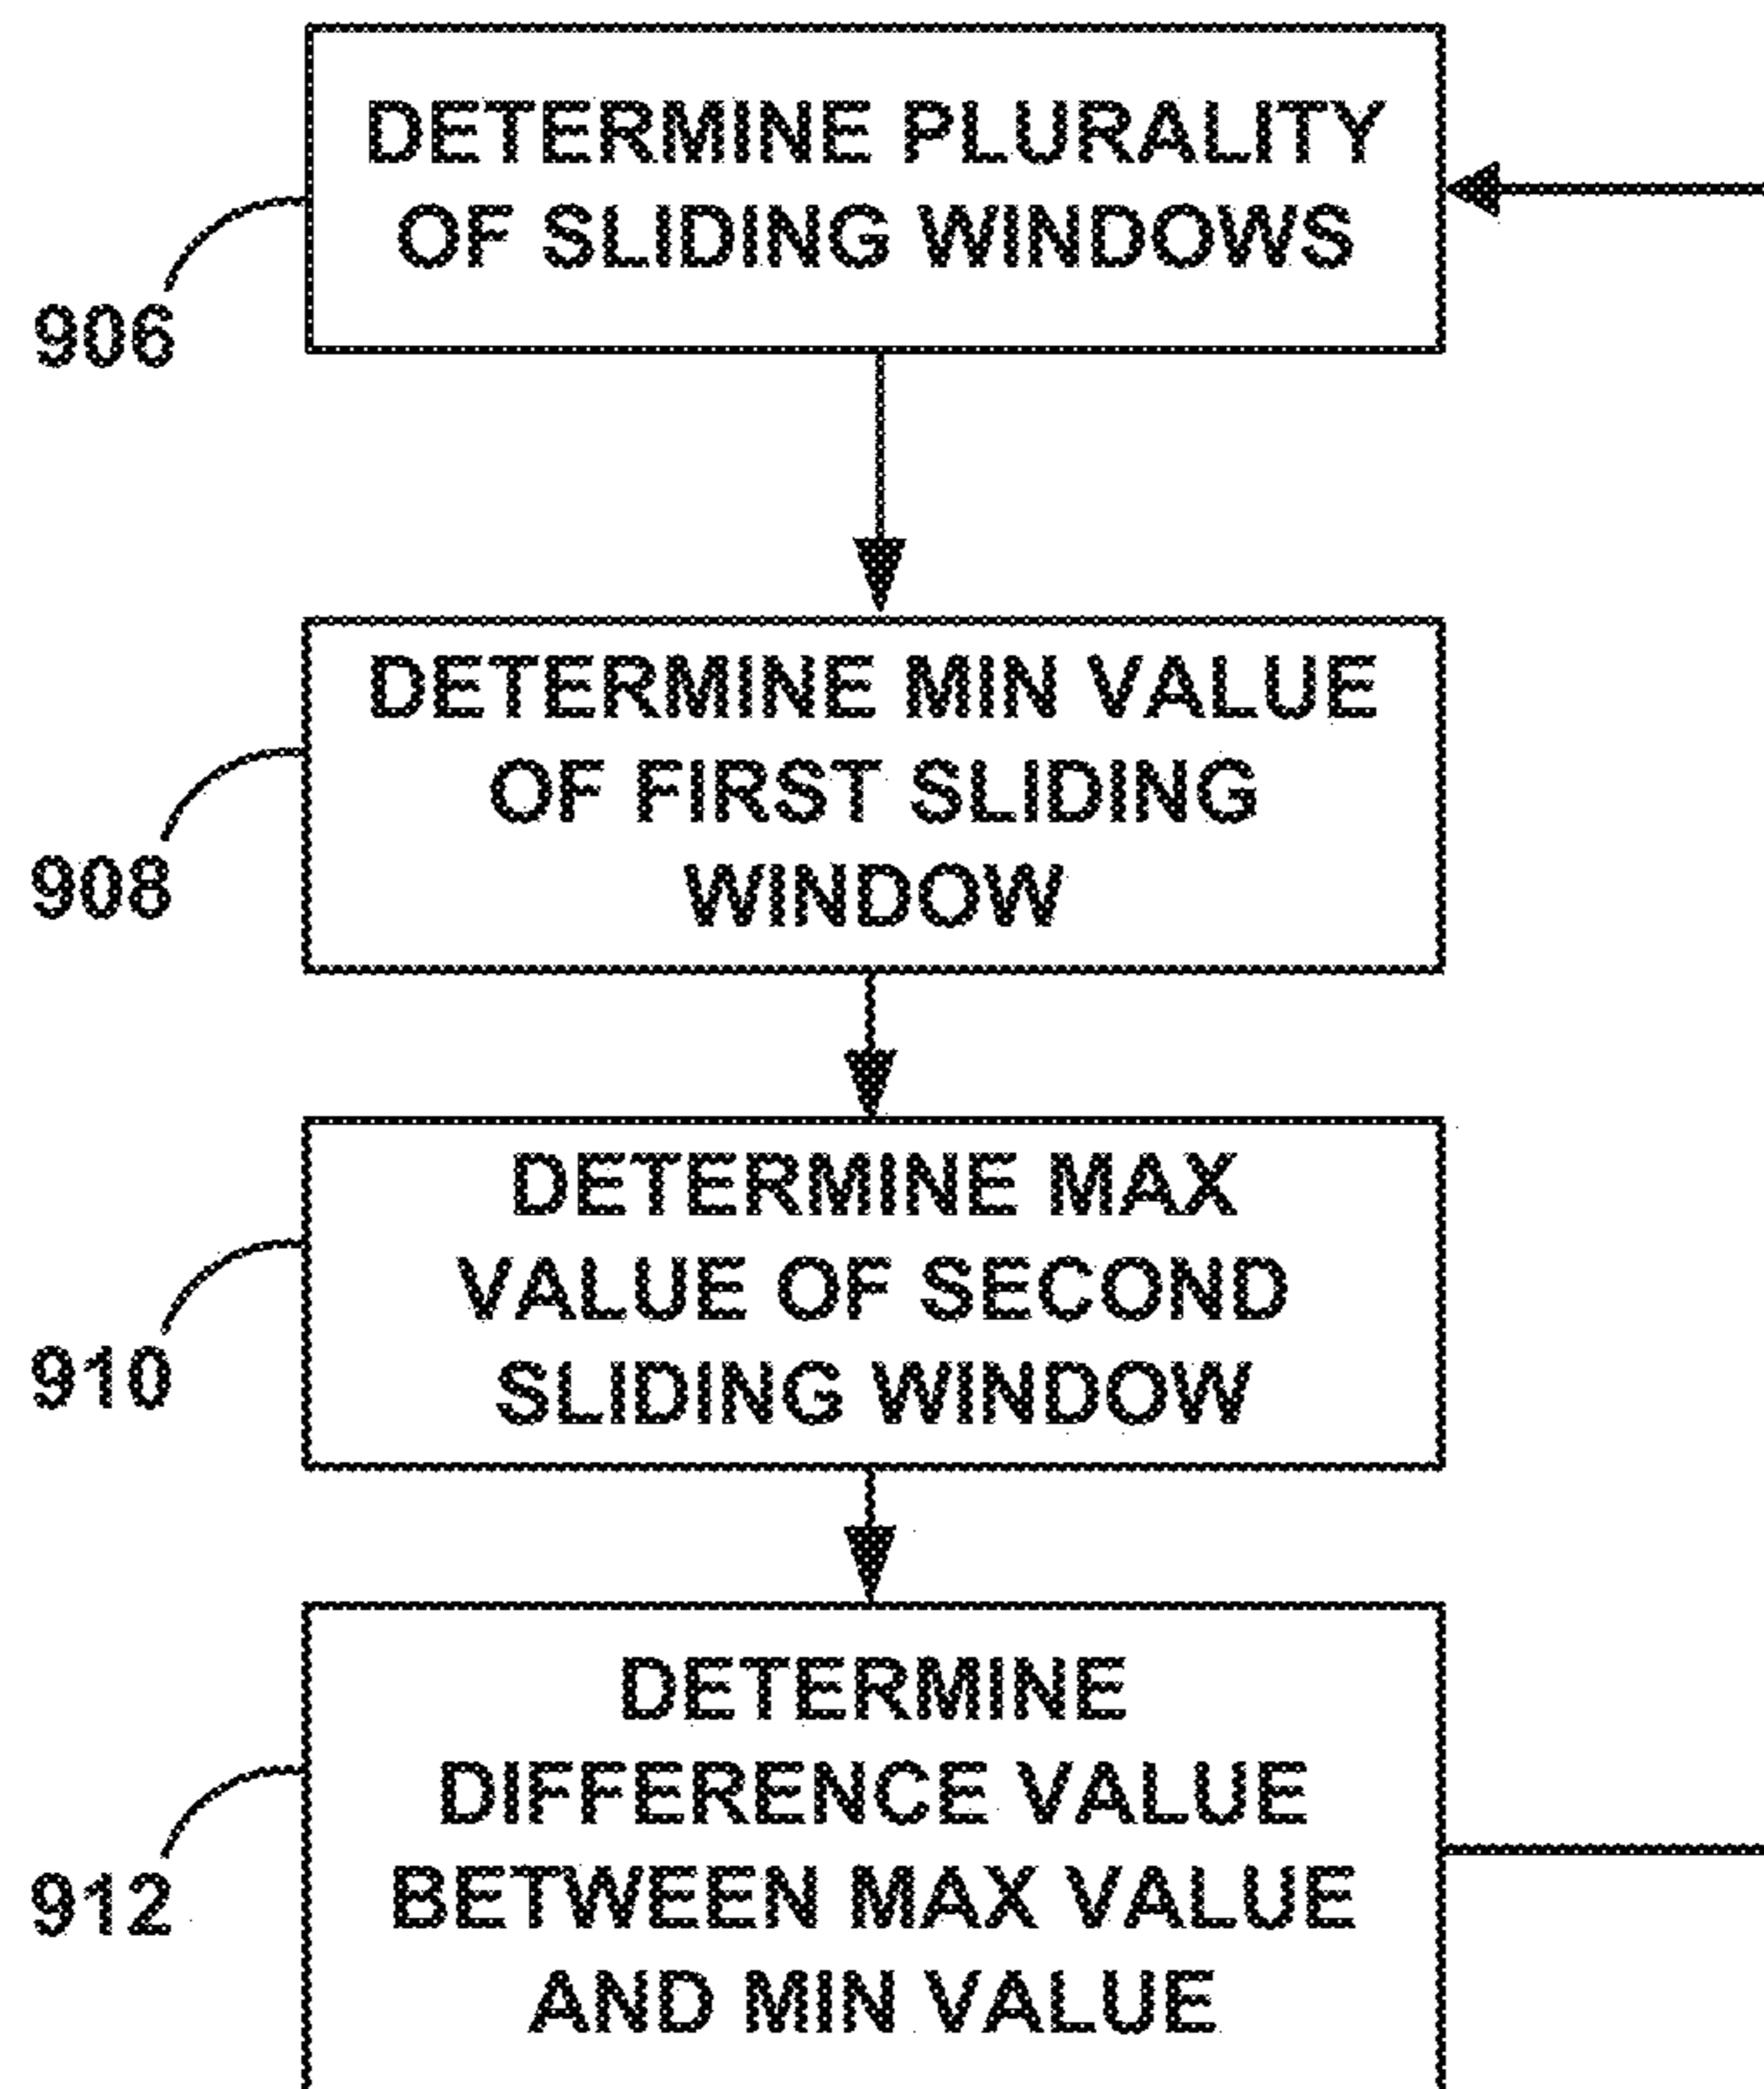 DETERMINE PLURALITY
OF SLIDING WINDOWS
906
DETERMINE MIN VALUE
OF FIRST SLIDING
WINDOW
908
DETERMINE MAX
VALUE OF SECOND
SLIDING WINDOW
910
DETERMINE
DIFFERENCE VALUE
BETWEEN MAX VALUE
AND MIN VALUE
912